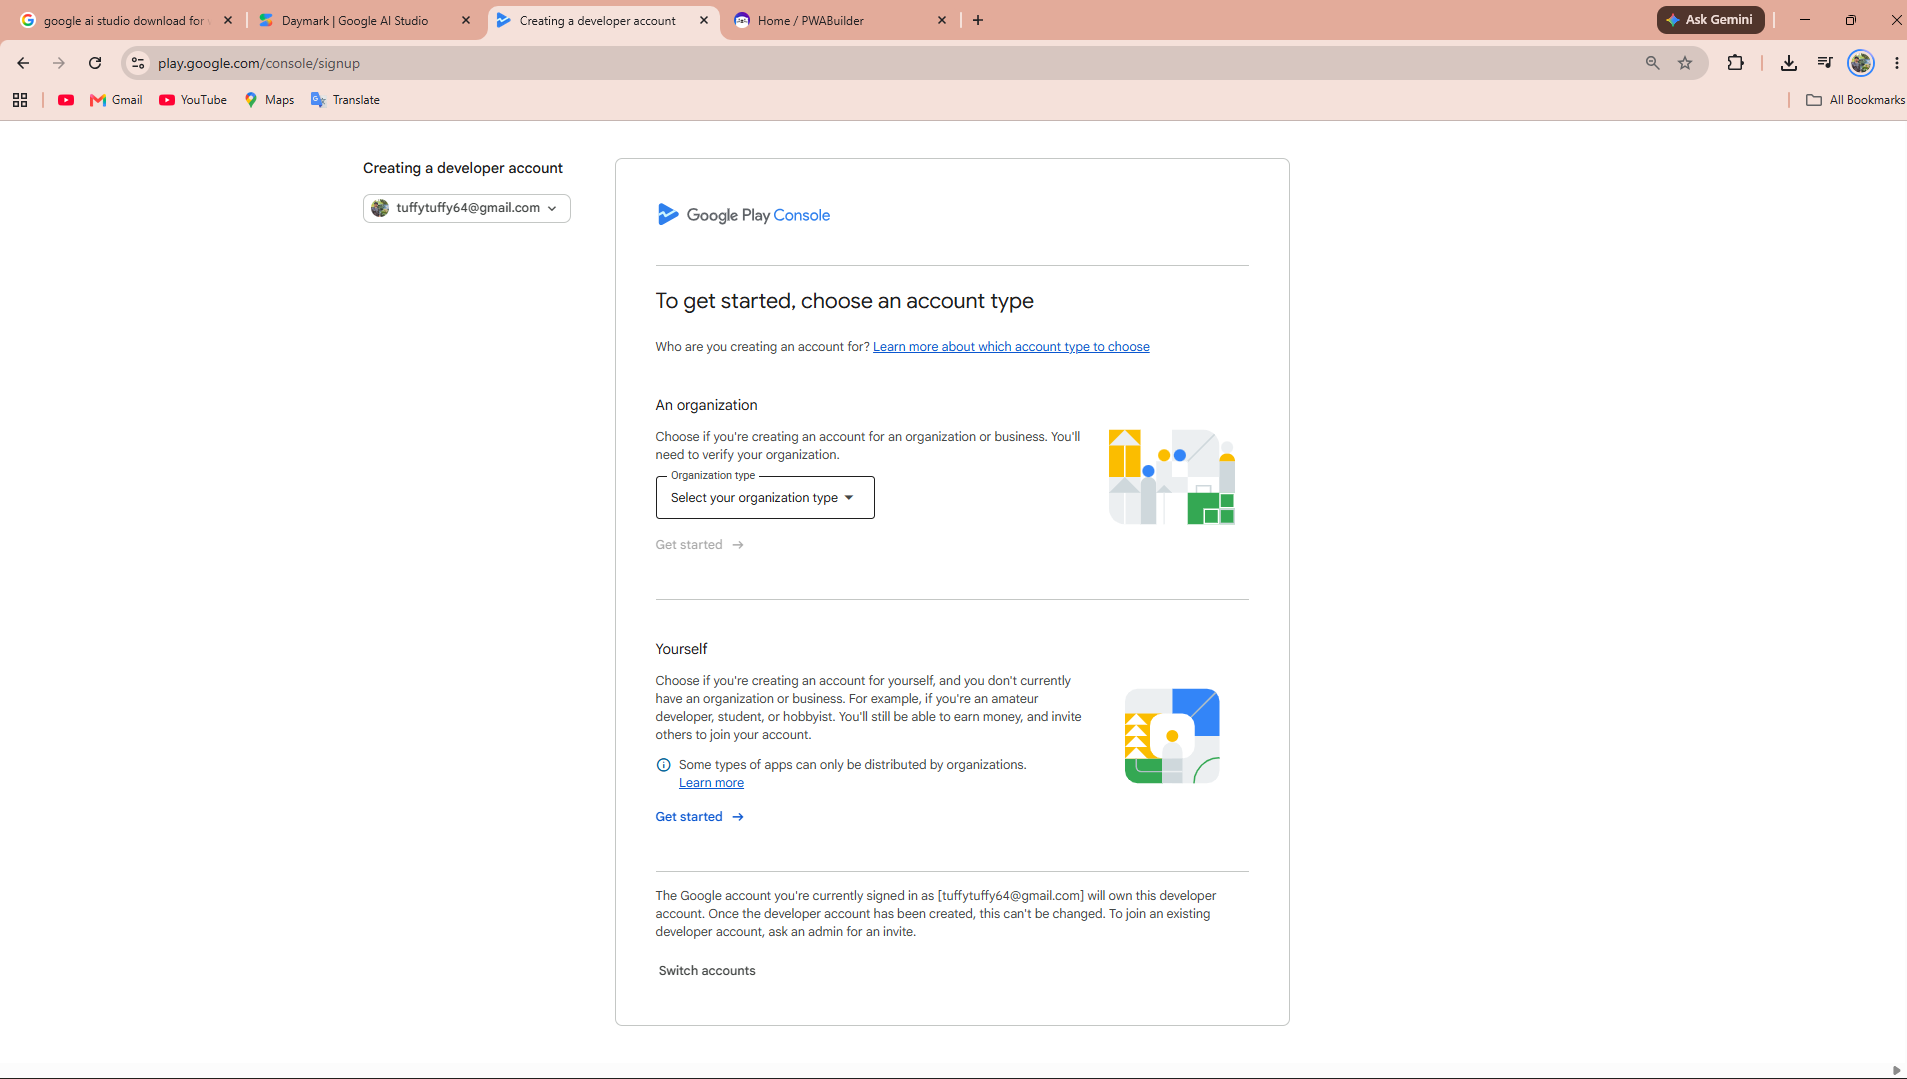 google ai studio download for
Daymark | Google AI Studio
Creating a developer account
Home / PWABuilder
Ask Gemini
play.google.com/console/signup
Gmail
YouTube
Maps
Translate
All Bookmarks
Creating a developer account
tuffytuffy64@gmail.com
Google Play Console
To get started, choose an account type
Who are you creating an account for? Learn more about which account type to choose
An organization
Choose if you're creating an account for an organization or business. You'll
need to verify your organization.
Organization type
Select your organization type
Get started
Yourself
Choose if you're creating an account for yourself, and you don't currently
have an organization or business. For example, if you're an amateur
developer, student, or hobbyist. You'll still be able to earn money, and invite
others to join your account.
Some types of apps can only be distributed by organizations.
Learn more
Get started
The Google account you're currently signed in as [tuffytuffy64@gmail.com] will own this developer
account. Once the developer account has been created, this can't be changed. To join an existing
developer account, ask an admin for an invite.
Switch accounts